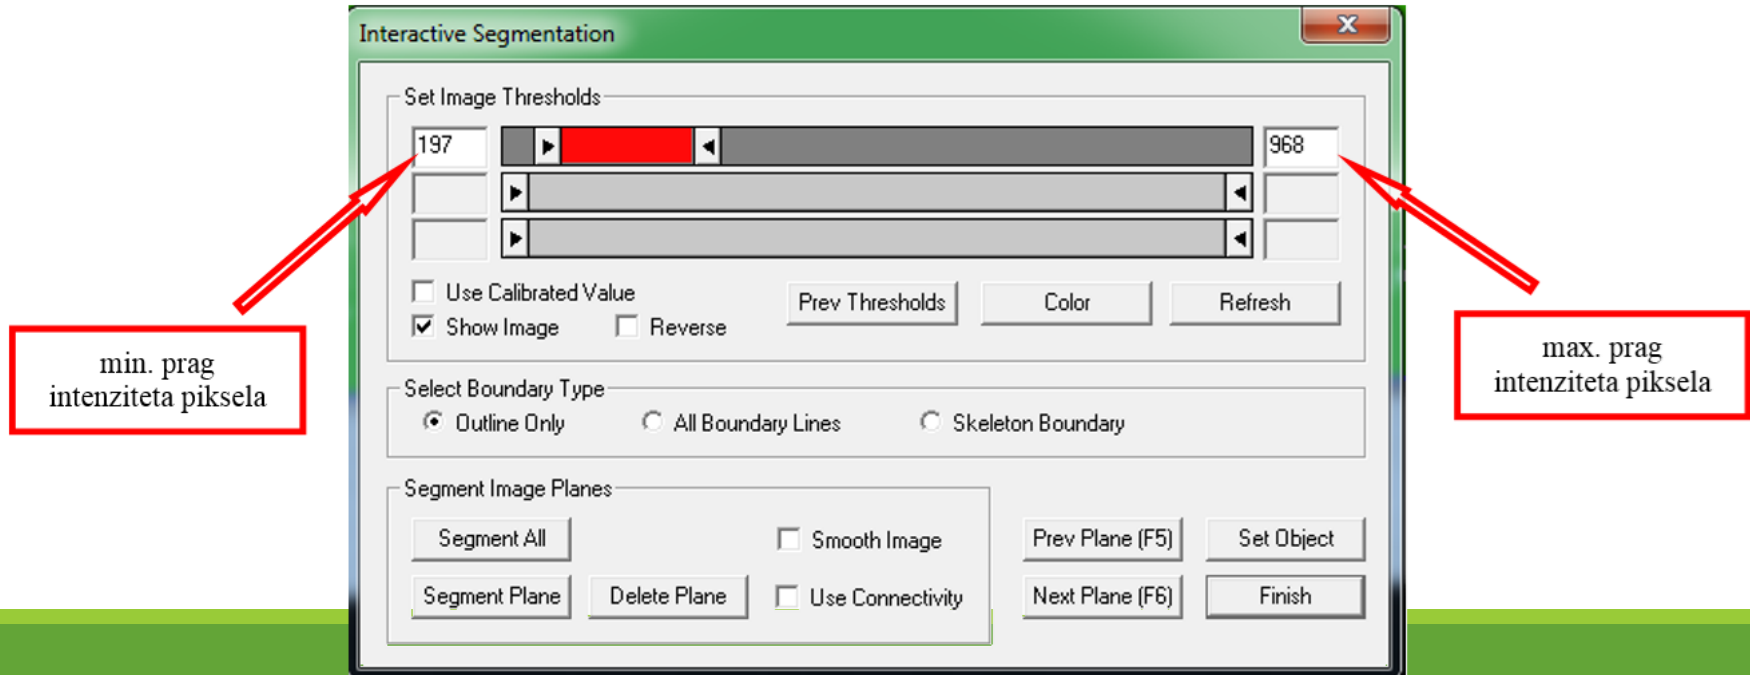 Interactive Segmentation
Set Image Thresholds
197
968
Use Calibrated Value
Show Image
Reverse
Prev Thresholds
Color
Refresh
min. prag
intenziteta piksela
max. prag
intenziteta piksela
Select Boundary Type
Outline Only
All Boundary Lines
Skeleton Boundary
Segment Image Planes
Segment All
Smooth Image
Prev Plane (F5)
Set Object
Segment Plane
Delete Plane
Use Connectivity
Next Plane (F6)
Finish